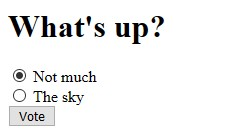 What's up?
Not much
The sky
Vote